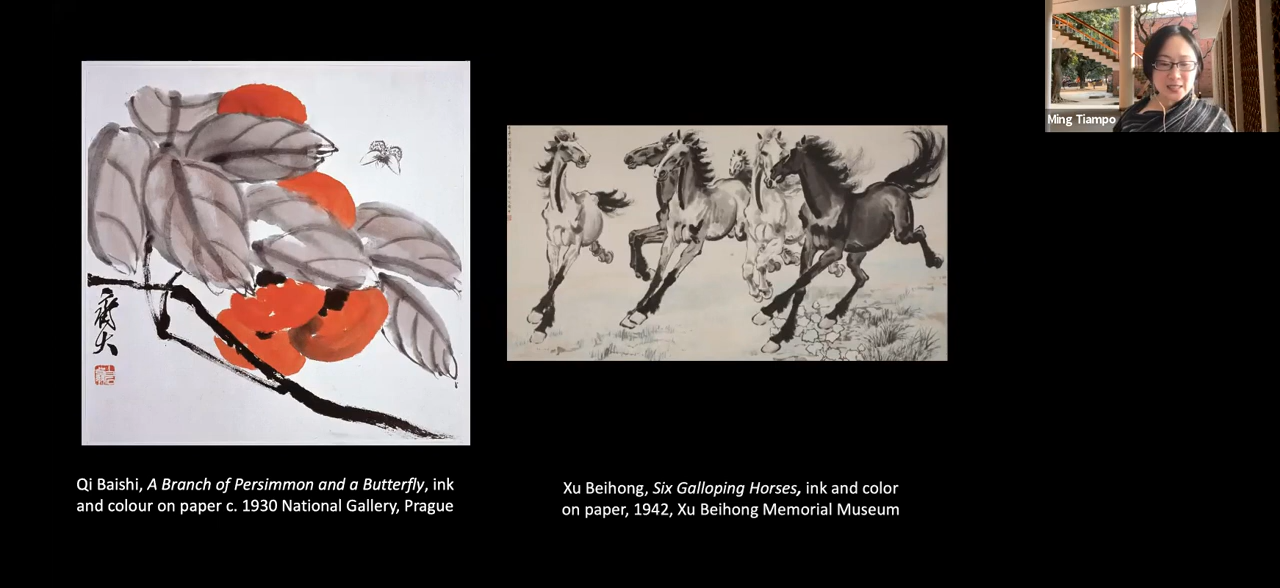 Ming Tiampo
Qi Baishi, A Branch of Persimmon and a Butterfly, ink
and colour on paper c. 1930 National Gallery, Prague
Xu Beihong, Six Galloping Horses, ink and color
on paper, 1942, Xu Beihong Memorial Museum